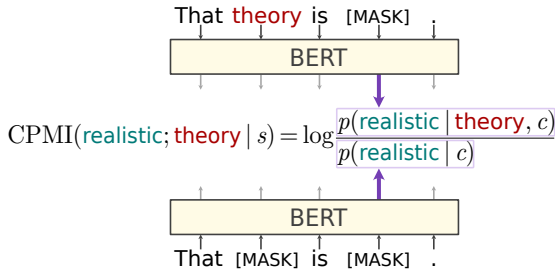 That theory is [MASK] .
BERT
CPMI(realistic; theory | s) = log p(realistic | theory, c)
p(realistic | c)
BERT
That [MASK] is [MASK] .